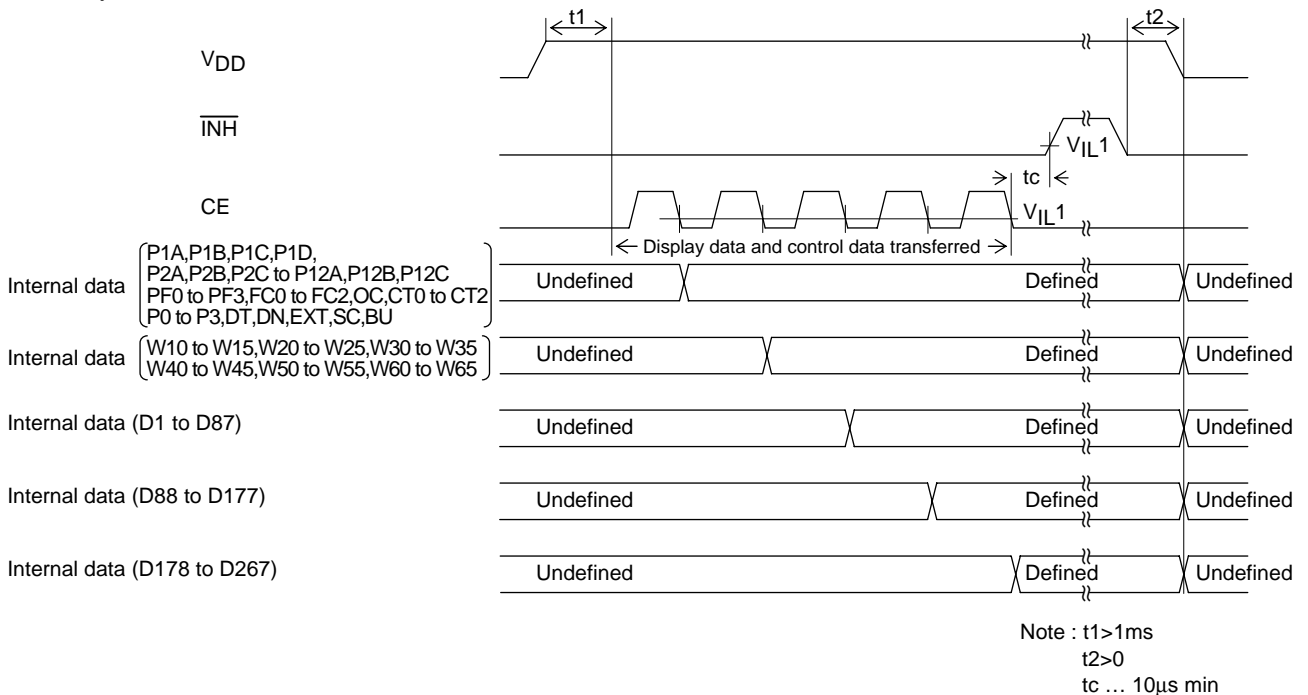 t1
t2
VDD
INH
VIL1
tc
CE
VIL1
Display data and control data transferred
Internal data
P1A,P1B,P1C,P1D,
P2A,P2B,P2C to P12A,P12B,P12C
PF0 to PF3,FC0 to FC2,OC,CT0 to CT2
P0 to P3,DT,DN,EXT,SC,BU
Undefined Defined Undefined
Internal data
W10 to W15,W20 to W25,W30 to W35
W40 to W45,W50 to W55,W60 to W65
Undefined Defined Undefined
Internal data (D1 to D87) Undefined Defined Undefined
Internal data (D88 to D177) Undefined Defined Undefined
Internal data (D178 to D267) Undefined Defined Undefined
Note : t1>1ms
t2>0
tc … 10μs min